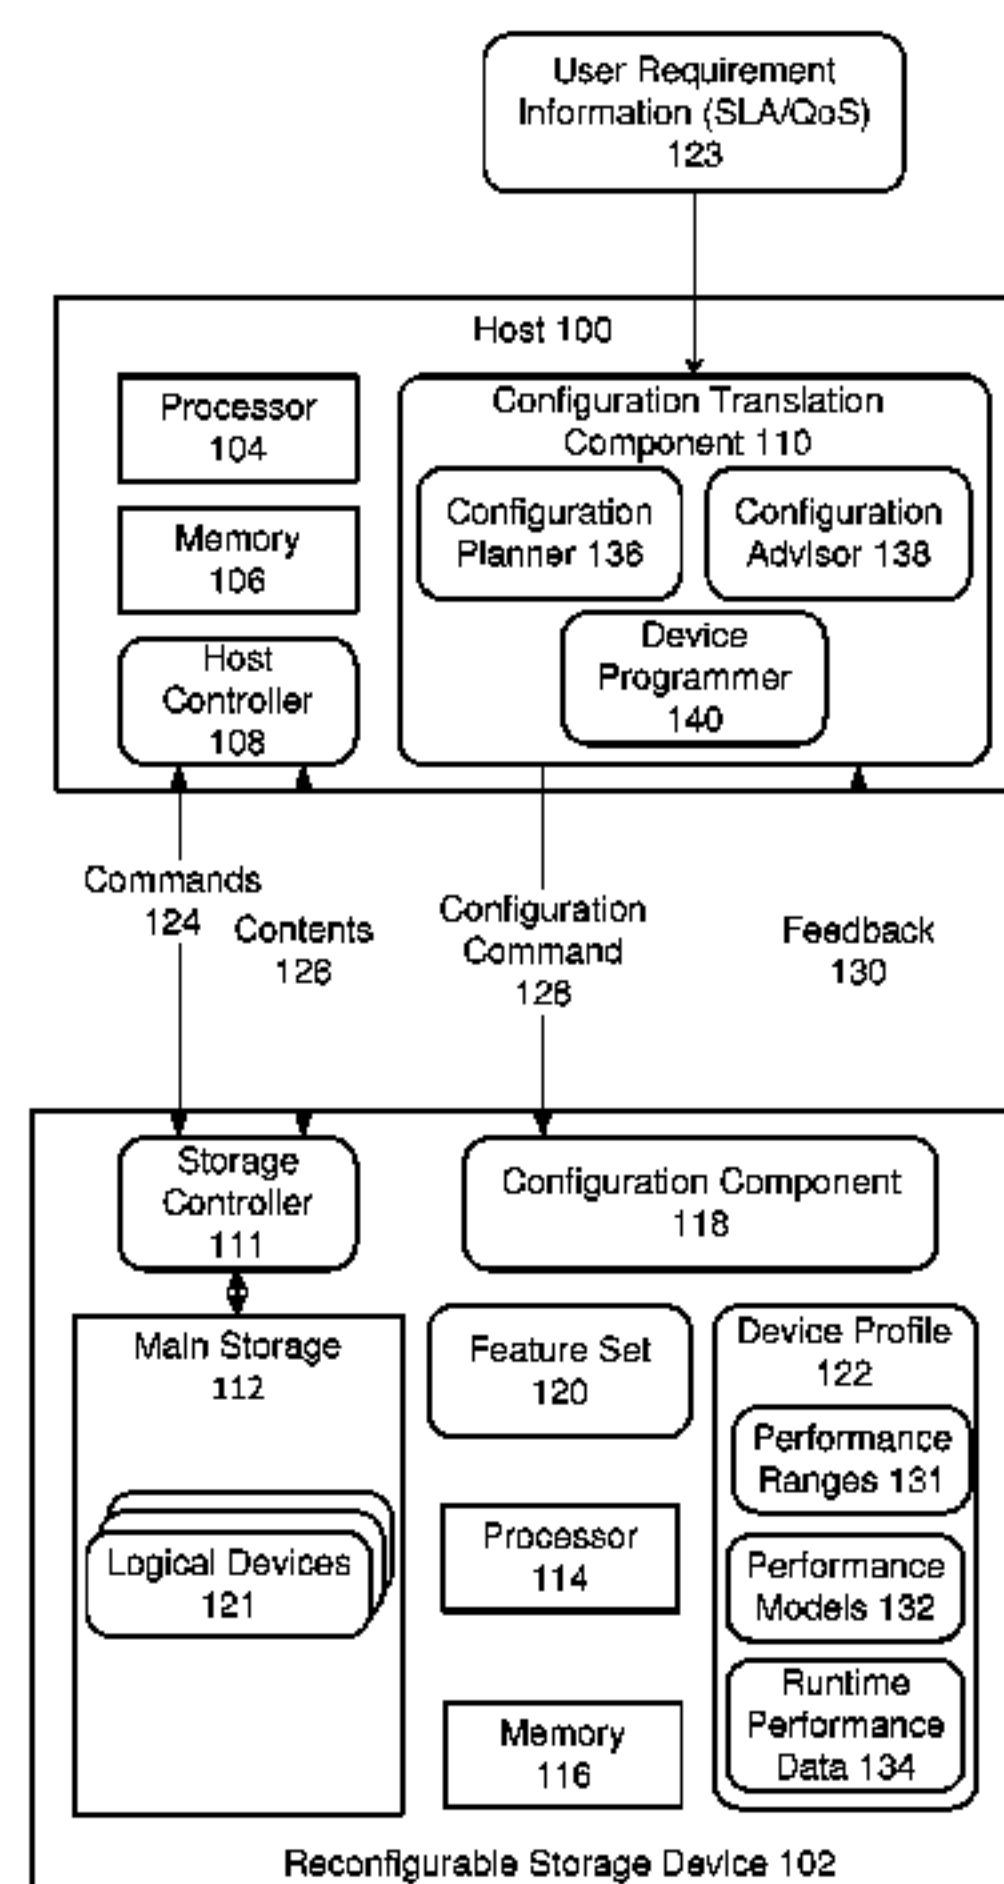 User Requirement
Information (SLA/QoS)
123
Host 100
Processor
104
Memory
106
Host
Controller
108
Configuration Translation
Component 110
Configuration
Planner 136
Configuration
Advisor 138
Device
Programmer
140
Commands
124
Contents
126
Configuration
Command
128
Feedback
130
Storage
Controller
111
Configuration Component
118
Main Storage
112
Logical Devices
121
Feature Set
120
Processor
114
Memory
116
Device Profile
122
Performance
Ranges 131
Performance
Models 132
Runtime
Performance
Data 134
Reconfigurable Storage Device 102